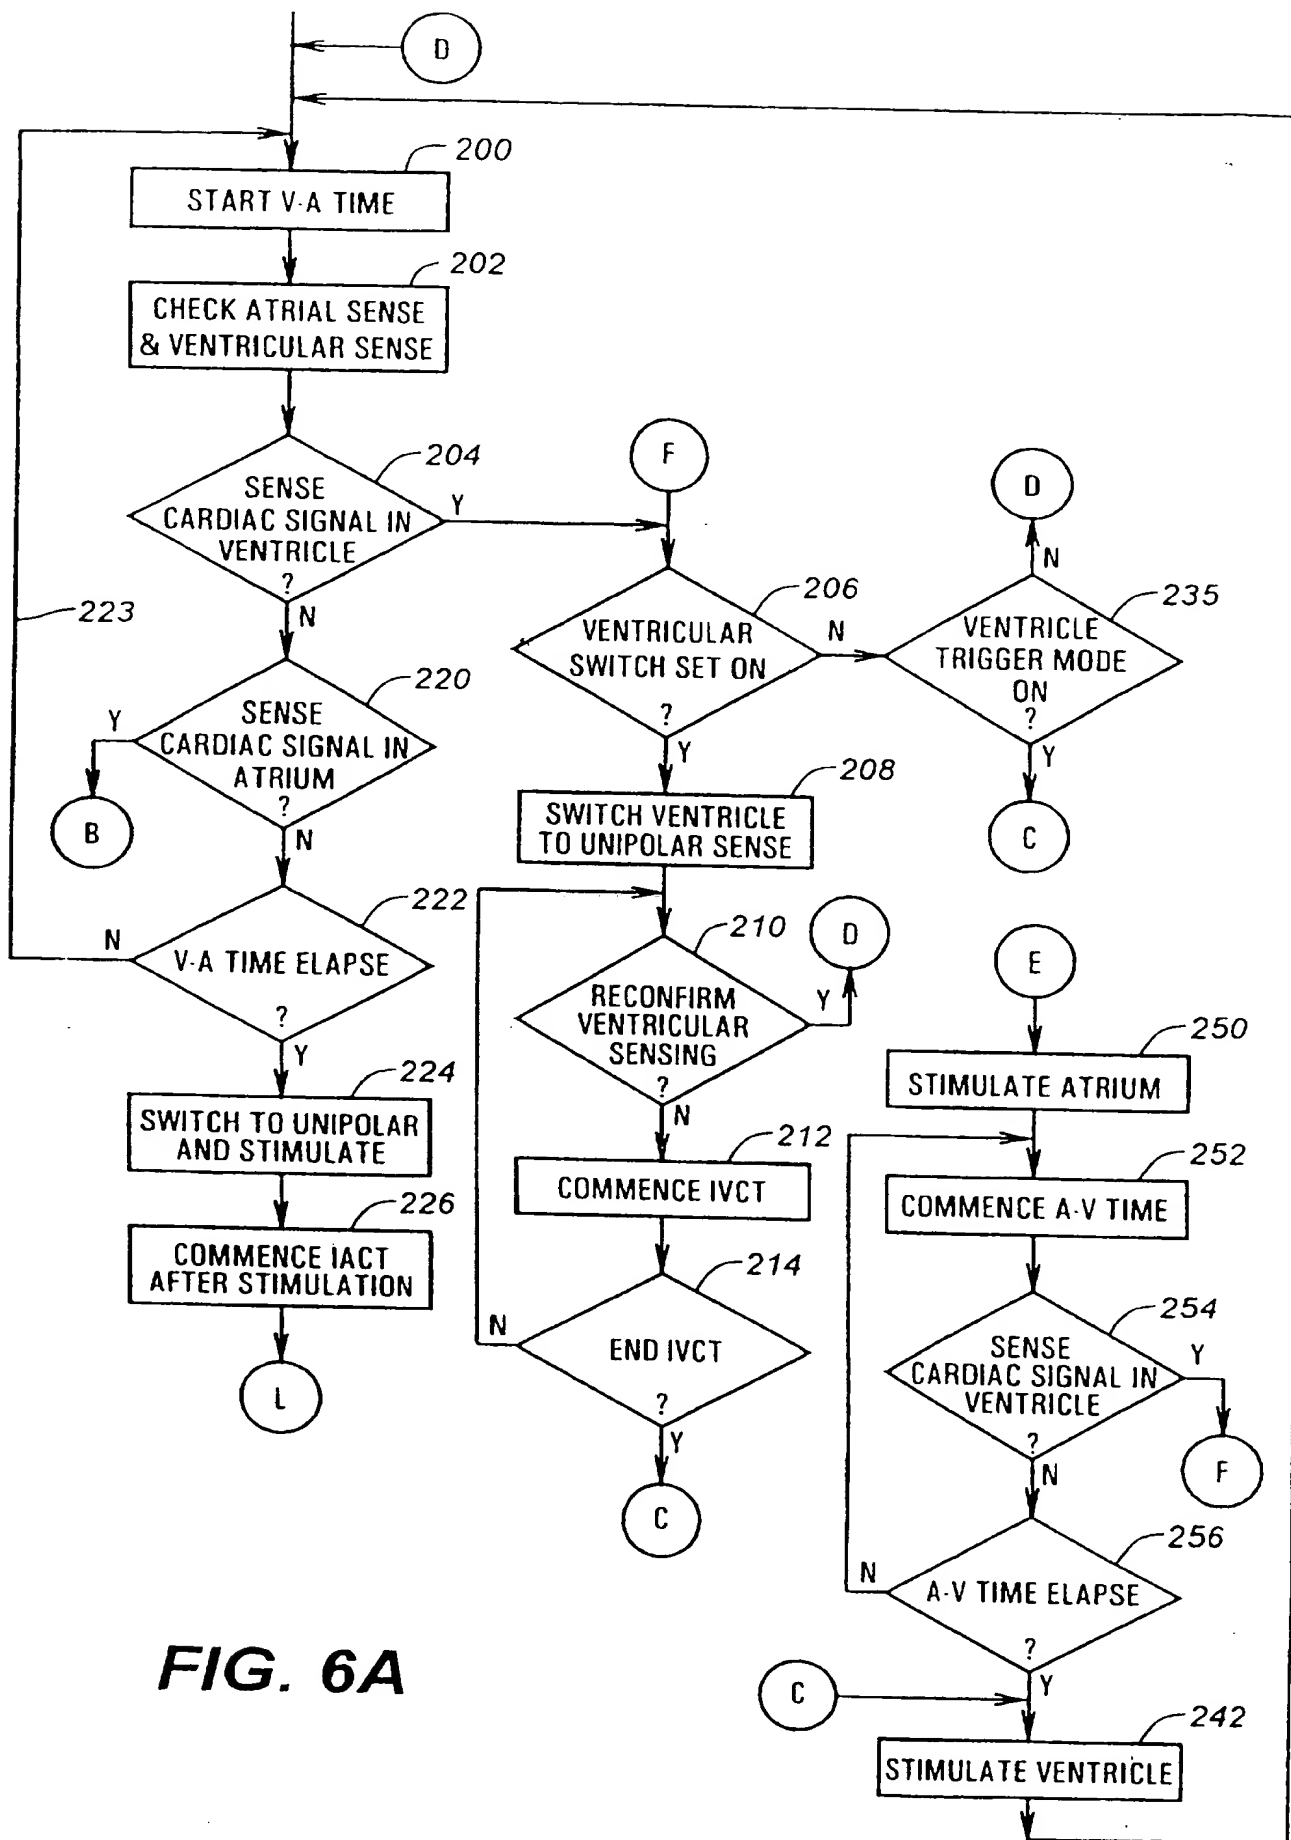 D
200
START V-A TIME
202
CHECK ATRIAL SENSE
& VENTRICULAR SENSE
204
SENSE
CARDIAC SIGNAL IN
VENTRICLE
?
Y
N
223
220
SENSE
CARDIAC SIGNAL IN
ATRIUM
?
Y
B
N
222
V-A TIME ELAPSE
?
N
Y
224
SWITCH TO UNIPOLAR
AND STIMULATE
226
COMMENCE IACT
AFTER STIMULATION
L
F
206
VENTRICULAR
SWITCH SET ON
?
N
Y
D
N
235
VENTRICLE
TRIGGER MODE
ON
?
Y
C
208
SWITCH VENTRICLE
TO UNIPOLAR SENSE
210
RECONFIRM
VENTRICULAR
SENSING
?
Y
D
N
212
COMMENCE IVCT
214
END IVCT
?
N
Y
C
E
250
STIMULATE ATRIUM
252
COMMENCE A-V TIME
254
SENSE
CARDIAC SIGNAL IN
VENTRICLE
?
Y
F
N
256
A-V TIME ELAPSE
?
N
Y
C
242
STIMULATE VENTRICLE
FIG. 6A